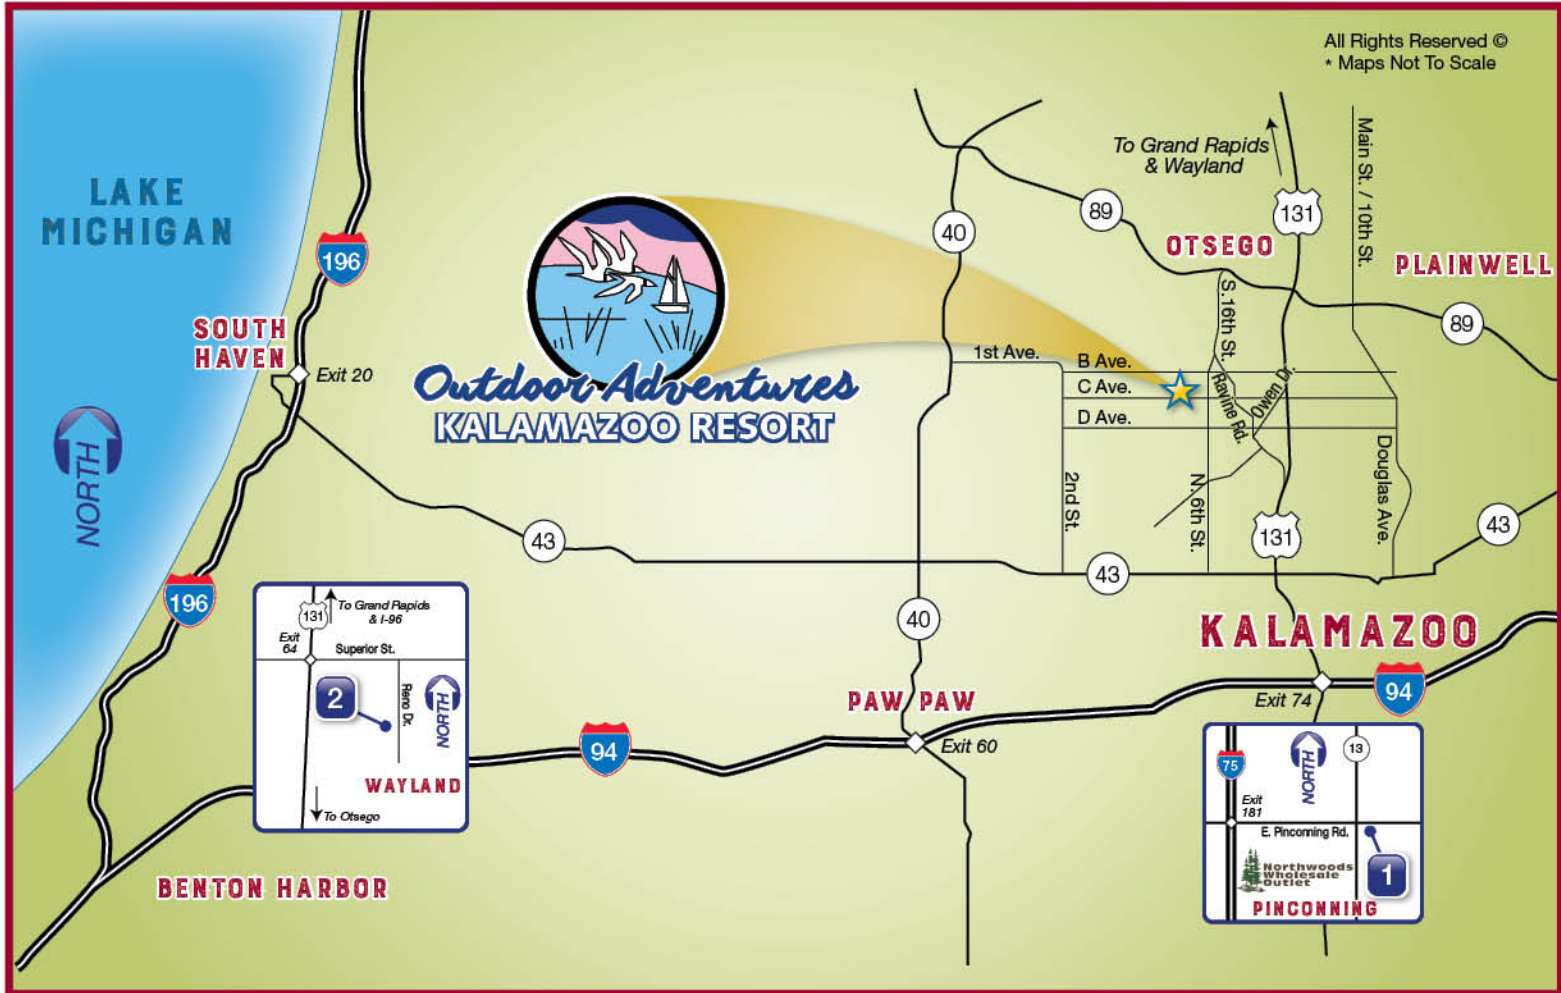 All Rights Reserved ©
* Maps Not To Scale
LAKE
MICHIGAN
196
SOUTH
HAVEN
Exit 20
NORTH
196
43
Outdoor Adventures
KALAMAZOO RESORT
40
89
To Grand Rapids
& Wayland
131
Main St. / 10th St.
OTSEGO
PLAINWELL
89
S. 16th St.
1st Ave.
B Ave.
C Ave.
D Ave.
Ravine Rd.
Owen Dr.
2nd St.
N. 6th St.
Douglas Ave.
131
43
43
40
KALAMAZOO
PAW PAW
Exit 60
Exit 74
94
94
BENTON HARBOR
131
To Grand Rapids
& I-96
Exit
64
Superior St.
2
Reno Dr.
NORTH
WAYLAND
To Otsego
75
NORTH
13
Exit
181
E. Pinconning Rd.
Northwoods
Wholesale
Outlet
1
PINCONNING